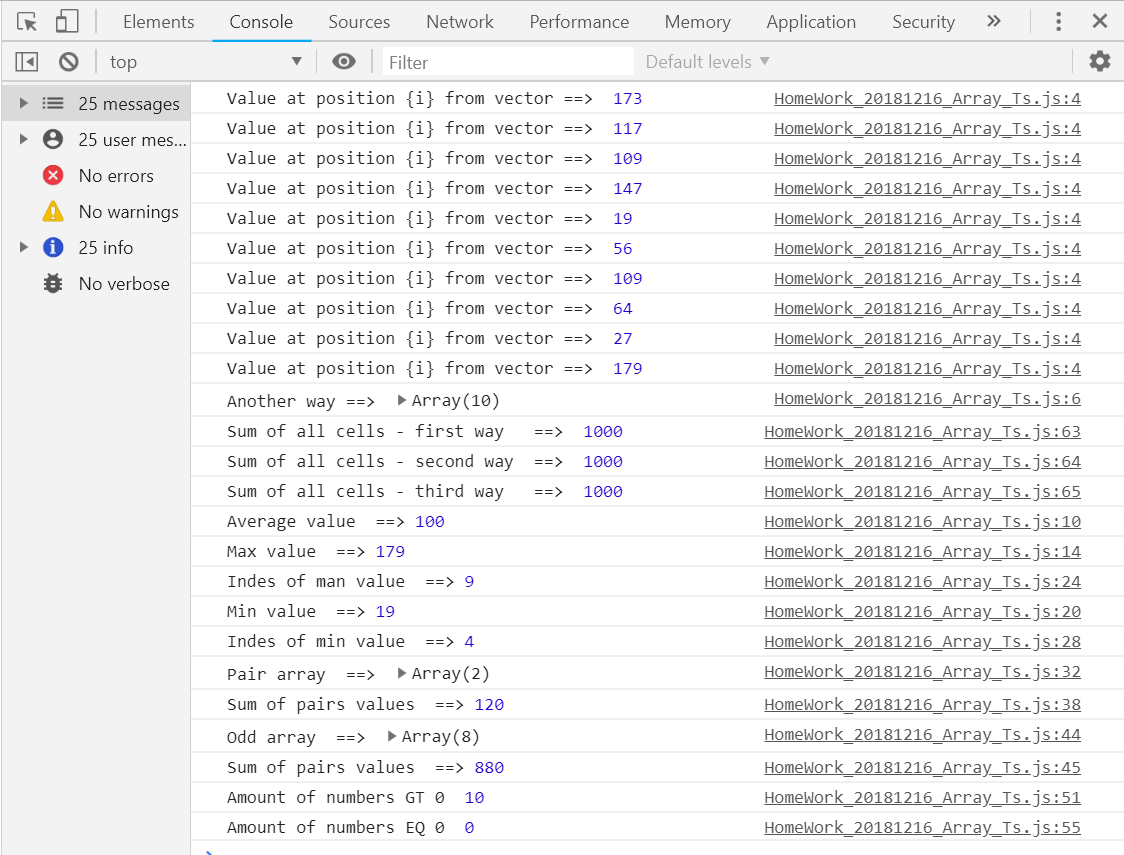 Elements Console Sources Network Performance Memory Application Security »
top Filter Default levels
25 messages
25 user mes...
No errors
No warnings
25 info
No verbose
Value at position {i} from vector ==> 173 HomeWork_20181216_Array_Ts.js:4
Value at position {i} from vector ==> 117 HomeWork_20181216_Array_Ts.js:4
Value at position {i} from vector ==> 109 HomeWork_20181216_Array_Ts.js:4
Value at position {i} from vector ==> 147 HomeWork_20181216_Array_Ts.js:4
Value at position {i} from vector ==> 19 HomeWork_20181216_Array_Ts.js:4
Value at position {i} from vector ==> 56 HomeWork_20181216_Array_Ts.js:4
Value at position {i} from vector ==> 109 HomeWork_20181216_Array_Ts.js:4
Value at position {i} from vector ==> 64 HomeWork_20181216_Array_Ts.js:4
Value at position {i} from vector ==> 27 HomeWork_20181216_Array_Ts.js:4
Value at position {i} from vector ==> 179 HomeWork_20181216_Array_Ts.js:4
Another way ==> Array(10) HomeWork_20181216_Array_Ts.js:6
Sum of all cells - first way ==> 1000 HomeWork_20181216_Array_Ts.js:63
Sum of all cells - second way ==> 1000 HomeWork_20181216_Array_Ts.js:64
Sum of all cells - third way ==> 1000 HomeWork_20181216_Array_Ts.js:65
Average value ==> 100 HomeWork_20181216_Array_Ts.js:10
Max value ==> 179 HomeWork_20181216_Array_Ts.js:14
Indes of man value ==> 9 HomeWork_20181216_Array_Ts.js:24
Min value ==> 19 HomeWork_20181216_Array_Ts.js:20
Indes of min value ==> 4 HomeWork_20181216_Array_Ts.js:28
Pair array ==> Array(2) HomeWork_20181216_Array_Ts.js:32
Sum of pairs values ==> 120 HomeWork_20181216_Array_Ts.js:38
Odd array ==> Array(8) HomeWork_20181216_Array_Ts.js:44
Sum of pairs values ==> 880 HomeWork_20181216_Array_Ts.js:45
Amount of numbers GT 0 10 HomeWork_20181216_Array_Ts.js:51
Amount of numbers EQ 0 0 HomeWork_20181216_Array_Ts.js:55